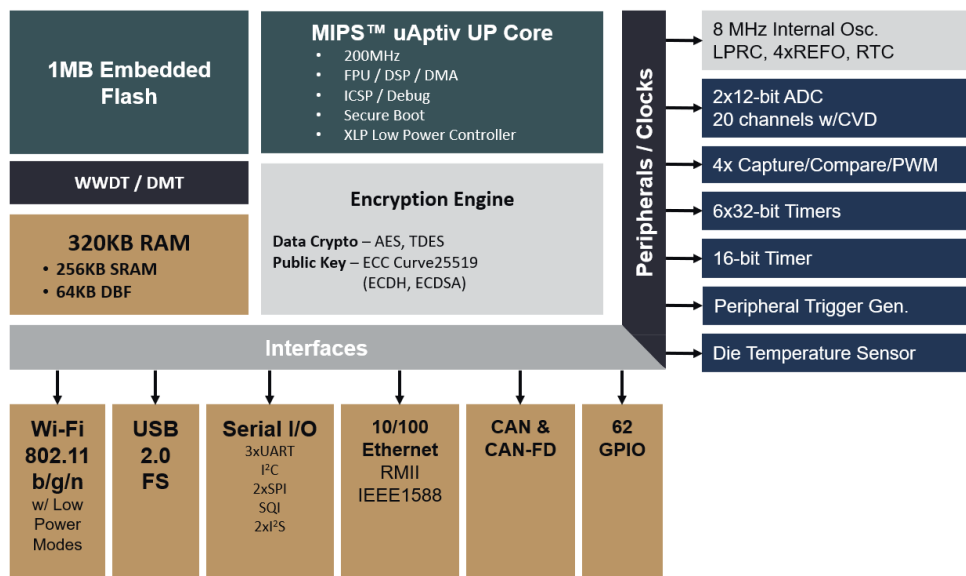 1MB Embedded
Flash
MIPS™ uAptiv UP Core
• 200MHz
• FPU / DSP / DMA
• ICSP / Debug
• Secure Boot
• XLP Low Power Controller
WWDT / DMT
320KB RAM
• 256KB SRAM
• 64KB DBF
Encryption Engine
Data Crypto – AES, TDES
Public Key – ECC Curve25519
(ECDH, ECDSA)
Peripherals / Clocks
8 MHz Internal Osc.
LPRC, 4xREFO, RTC
2x12-bit ADC
20 channels w/CVD
4x Capture/Compare/PWM
6x32-bit Timers
16-bit Timer
Peripheral Trigger Gen.
Die Temperature Sensor
Interfaces
Wi-Fi
802.11
b/g/n
w/ Low
Power
Modes
USB
2.0
FS
Serial I/O
3xUART
I²C
2xSPI
SQI
2xI²S
10/100
Ethernet
RMII
IEEE1588
CAN &
CAN-FD
62
GPIO